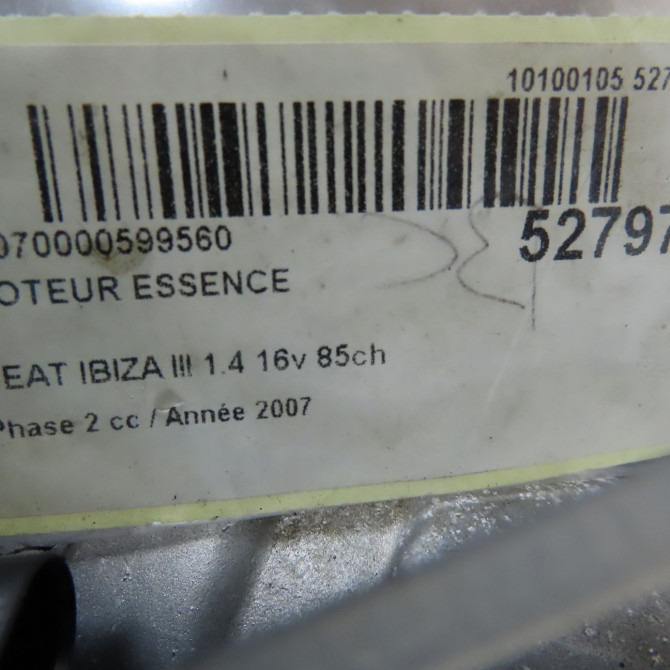 10100105 527
070000599560
52797
OTEUR ESSENCE
EAT IBIZA III 1.4 16v 85ch
Phase 2 cc / Année 2007